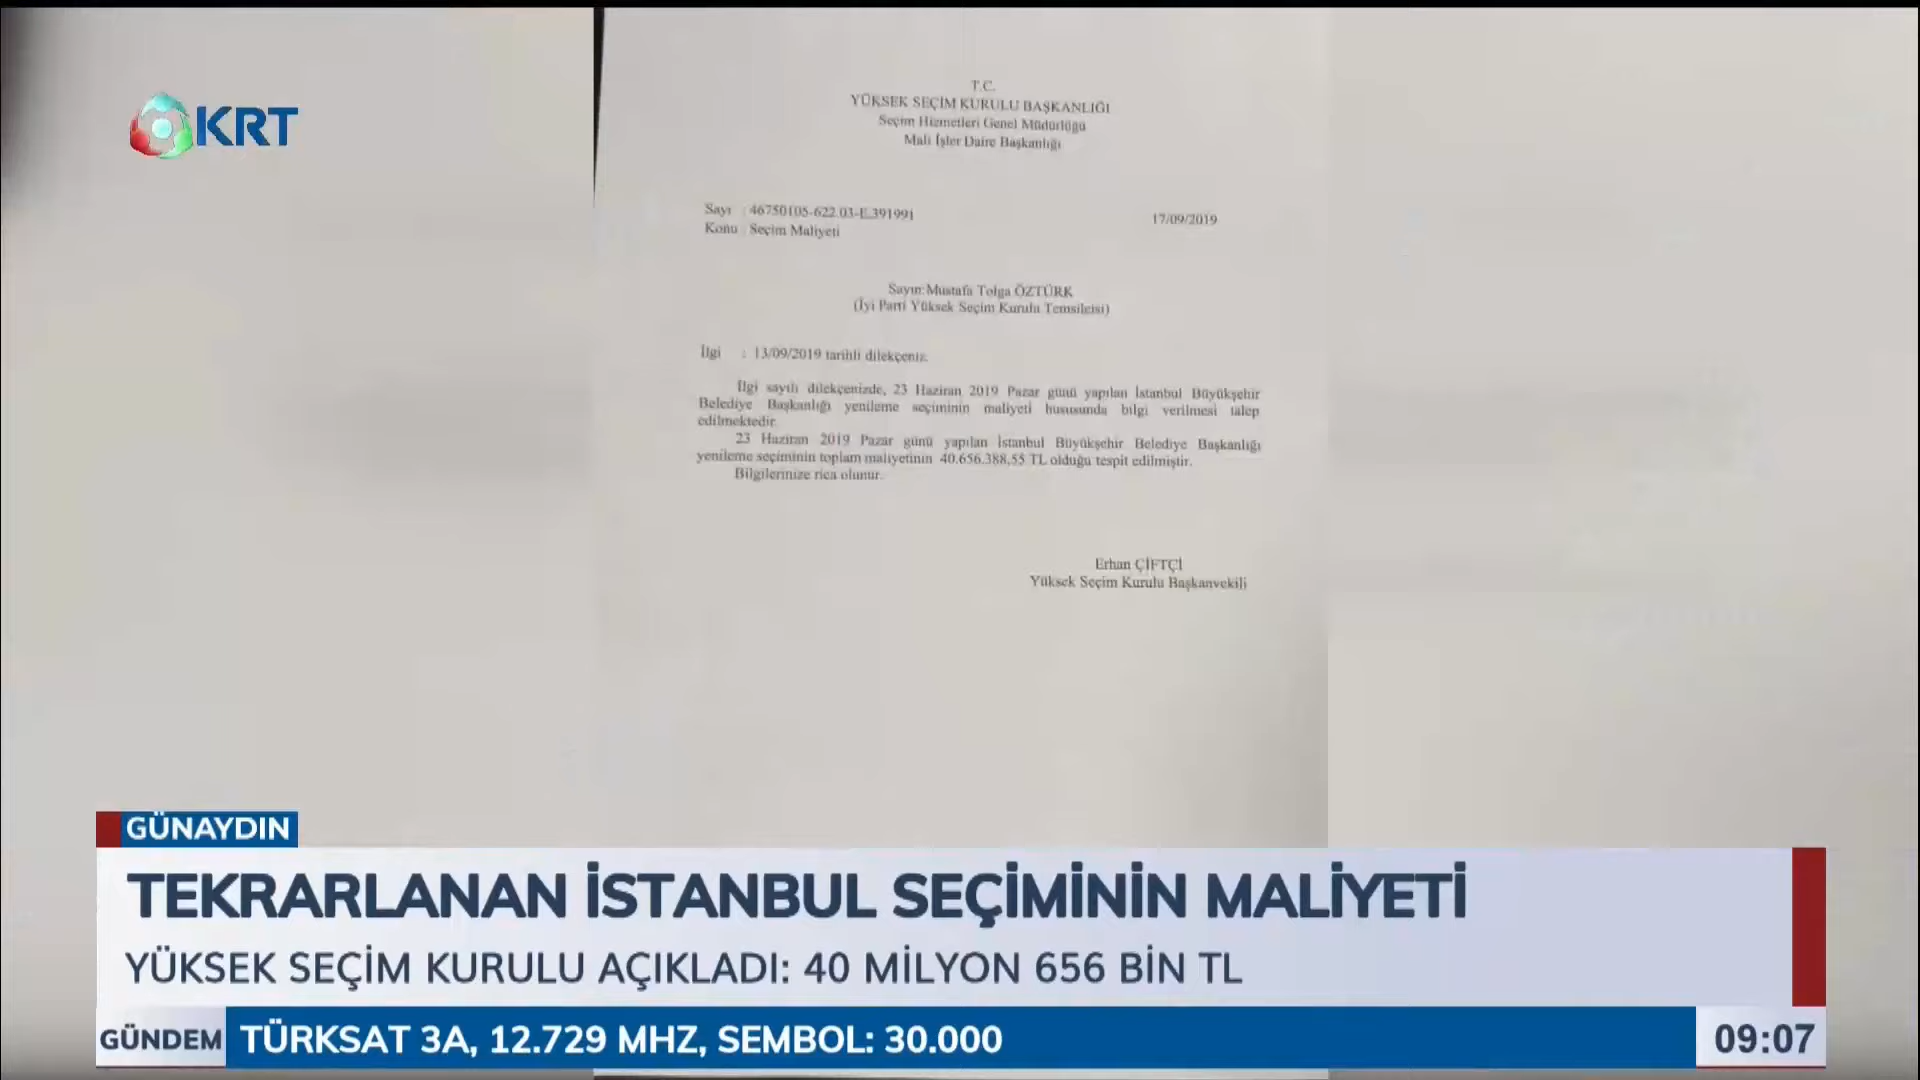 KRT
T.C.
YÜKSEK SEÇİM KURULU BAŞKANLIĞI
Seçim Hizmetleri Genel Müdürlüğü
Mali İşler Daire Başkanlığı
Sayı : 46750105-622.03-E.391991
17/09/2019
Konu : Seçim Maliyeti
Sayın:Mustafa Tolga ÖZTÜRK
(İyi Parti Yüksek Seçim Kurulu Temsilcisi)
İlgi : 13/09/2019 tarihli dilekçeniz.
İlgi sayılı dilekçenizde, 23 Haziran 2019 Pazar günü yapılan İstanbul Büyükşehir
Belediye Başkanlığı yenileme seçiminin maliyeti hususunda bilgi verilmesi talep
edilmektedir.
23 Haziran 2019 Pazar günü yapılan İstanbul Büyükşehir Belediye Başkanlığı
yenileme seçiminin toplam maliyetinin 40.656.388,55 TL olduğu tespit edilmiştir.
Bilgilerinize rica olunur.
Erhan ÇİFTÇİ
Yüksek Seçim Kurulu Başkanvekili
GÜNAYDIN
TEKRARLANAN İSTANBUL SEÇİMİNİN MALİYETİ
YÜKSEK SEÇİM KURULU AÇIKLADI: 40 MİLYON 656 BİN TL
GÜNDEM TÜRKSAT 3A, 12.729 MHZ, SEMBOL: 30.000
09:07